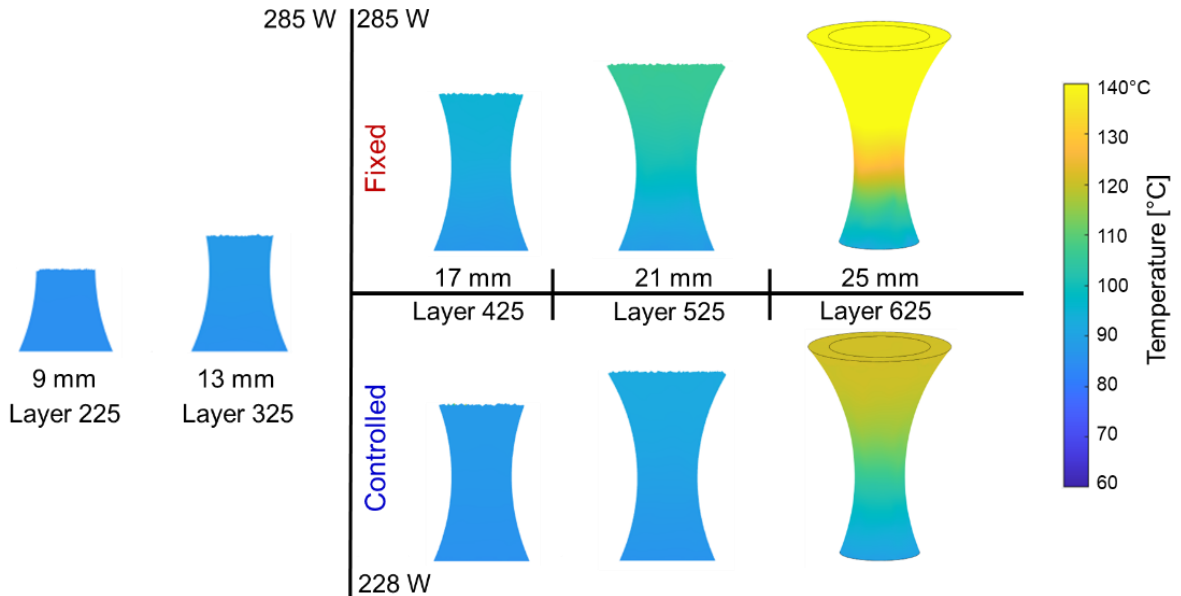 285 W
285 W
Fixed
17 mm
21 mm
25 mm
Layer 425
Layer 525
Layer 625
9 mm
Layer 225
13 mm
Layer 325
Controlled
228 W
140°C
130
120
110
100
90
80
70
60
Temperature [°C]